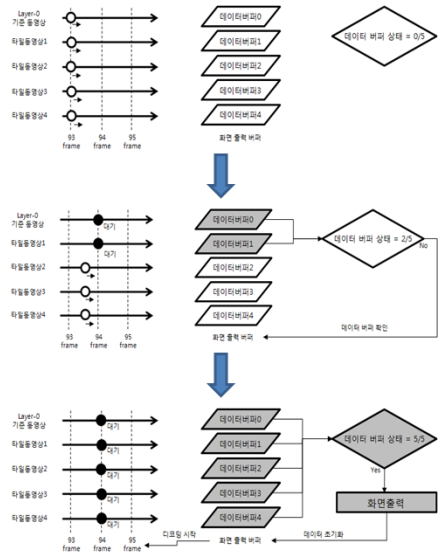 Layer-0
기준 동영상
타일동영상1
타일동영상2
타일동영상3
타일동영상4
93
frame
94
frame
95
frame
데이터버퍼0
데이터버퍼1
데이터버퍼2
데이터버퍼3
데이터버퍼4
화면 출력 버퍼
데이터 버퍼 상태 = 0/5
Layer-0
기준 동영상
타일동영상1
타일동영상2
타일동영상3
타일동영상4
대기
대기
93
frame
94
frame
95
frame
데이터버퍼0
데이터버퍼1
데이터버퍼2
데이터버퍼3
데이터버퍼4
화면 출력 버퍼
데이터 버퍼 상태 = 2/5
No
데이터 버퍼 확인
Layer-0
기준 동영상
타일동영상1
타일동영상2
타일동영상3
타일동영상4
대기
대기
대기
대기
대기
93
frame
94
frame
95
frame
데이터버퍼0
데이터버퍼1
데이터버퍼2
데이터버퍼3
데이터버퍼4
화면 출력 버퍼
데이터 버퍼 상태 = 5/5
Yes
화면출력
데이터 초기화
디코딩 시작